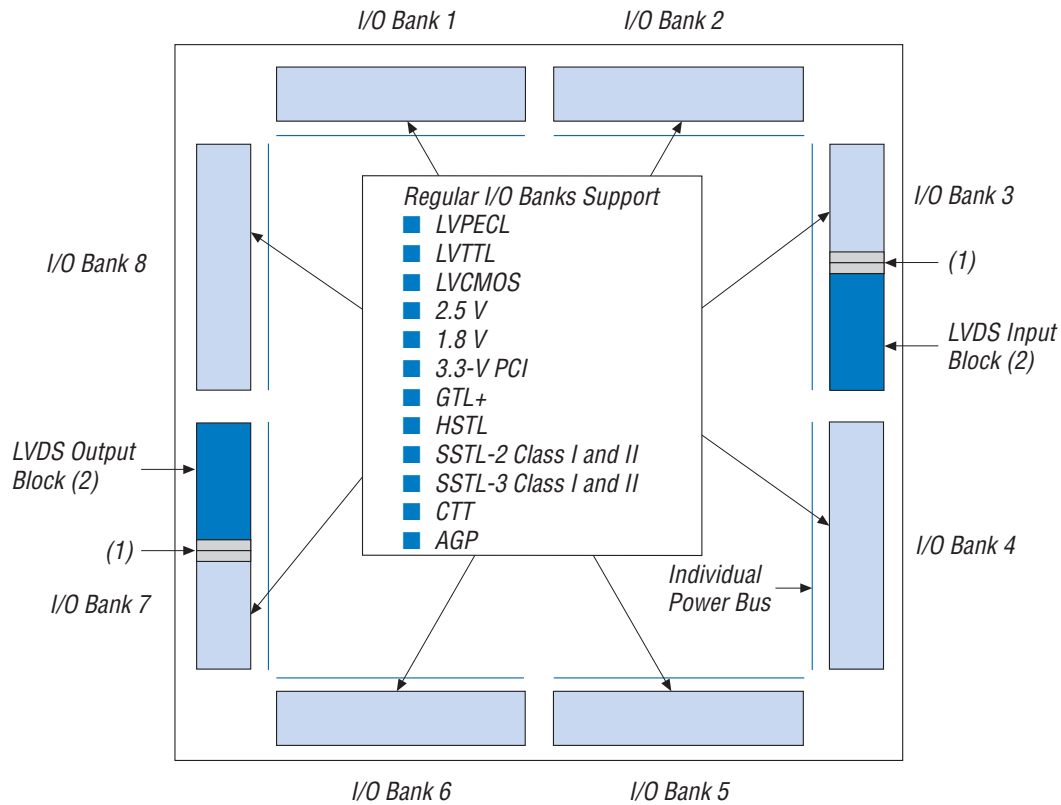 I/O Bank 1
I/O Bank 2
Regular I/O Banks Support
LVPECL
LVTTL
LVCMOS
2.5 V
1.8 V
3.3-V PCI
GTL+
HSTL
SSTL-2 Class I and II
SSTL-3 Class I and II
CTT
AGP
I/O Bank 8
I/O Bank 3
(1)
LVDS Input
Block (2)
LVDS Output
Block (2)
(1)
I/O Bank 7
I/O Bank 4
Individual
Power Bus
I/O Bank 6
I/O Bank 5